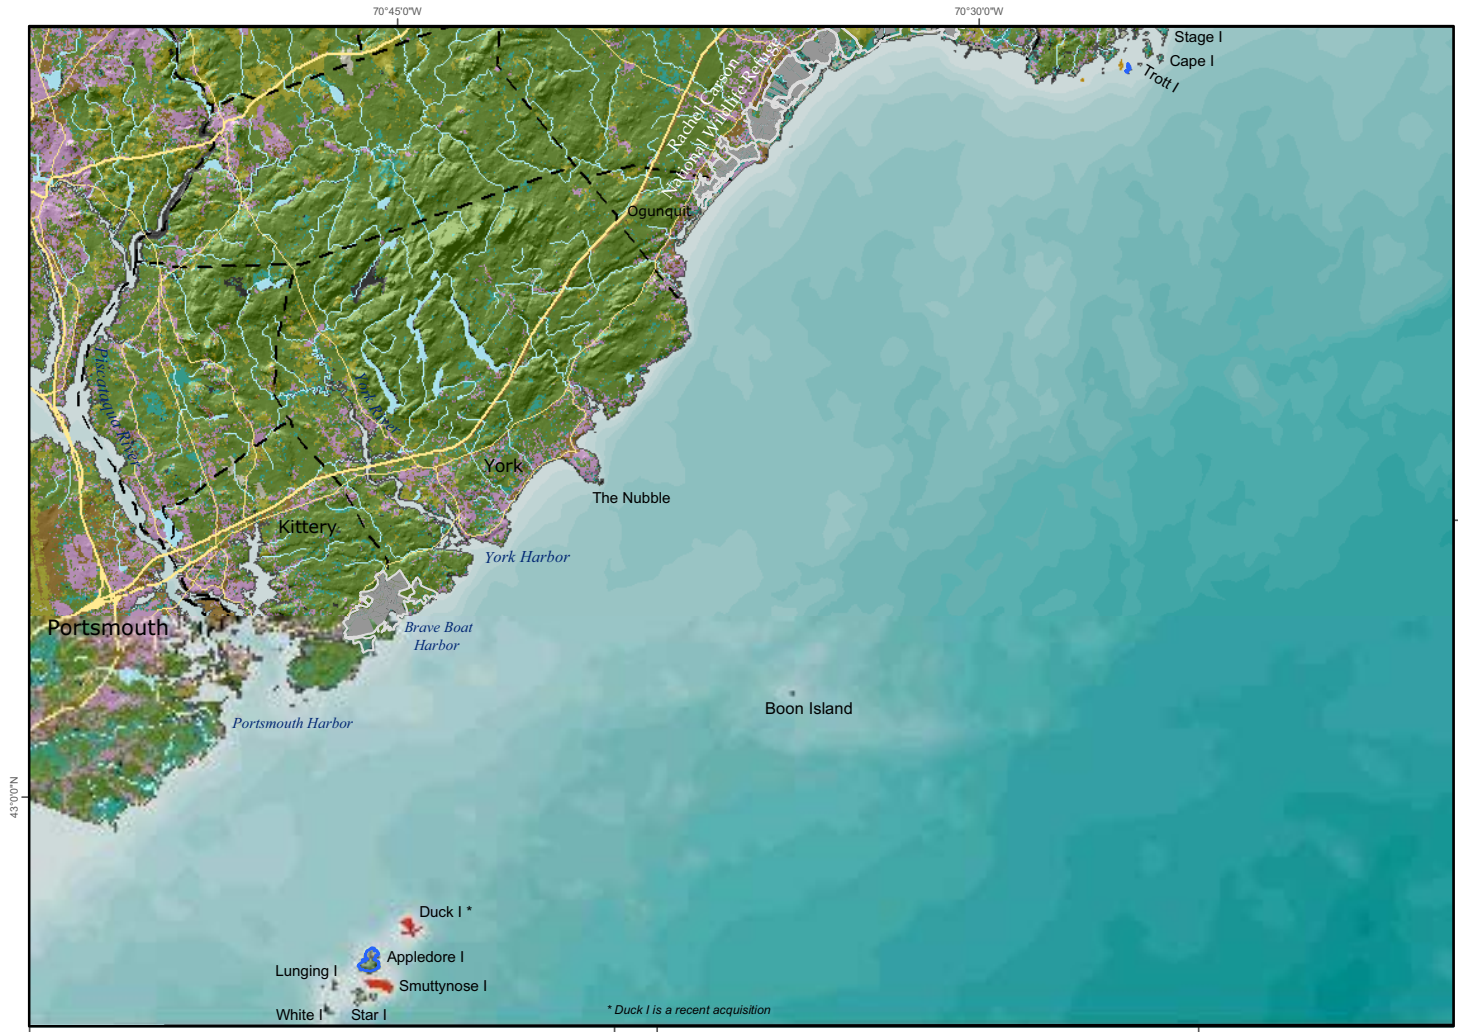 70°45'0"W
70°30'0"W
Stage I
Cape I
Trott I
Rachel Carson
National Wildlife Refuge
Ogunquit
Piscataqua River
York River
York
The Nubble
Kittery
York Harbor
Portsmouth
Brave Boat
Harbor
Boon Island
Portsmouth Harbor
43°0'0"N
Duck I *
Appledore I
Lunging I
Smuttynose I
White I
Star I
* Duck I is a recent acquisition